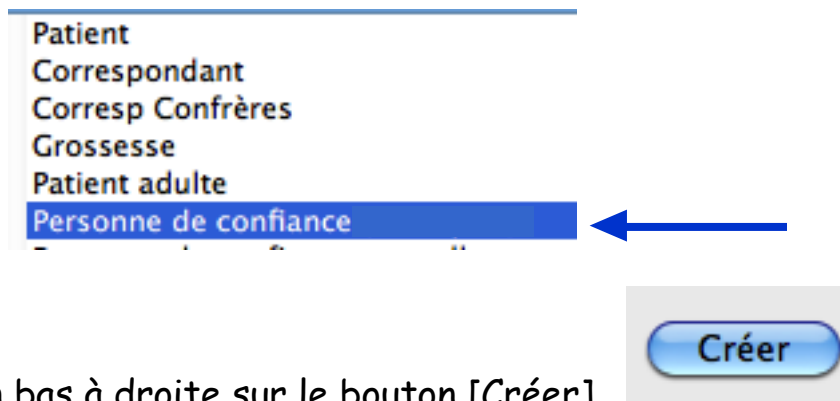 Patient
Correspondant
Corresp Confrères
Grossesse
Patient adulte
Personne de confiance
Créer
bas à droite sur le bouton [Créer]